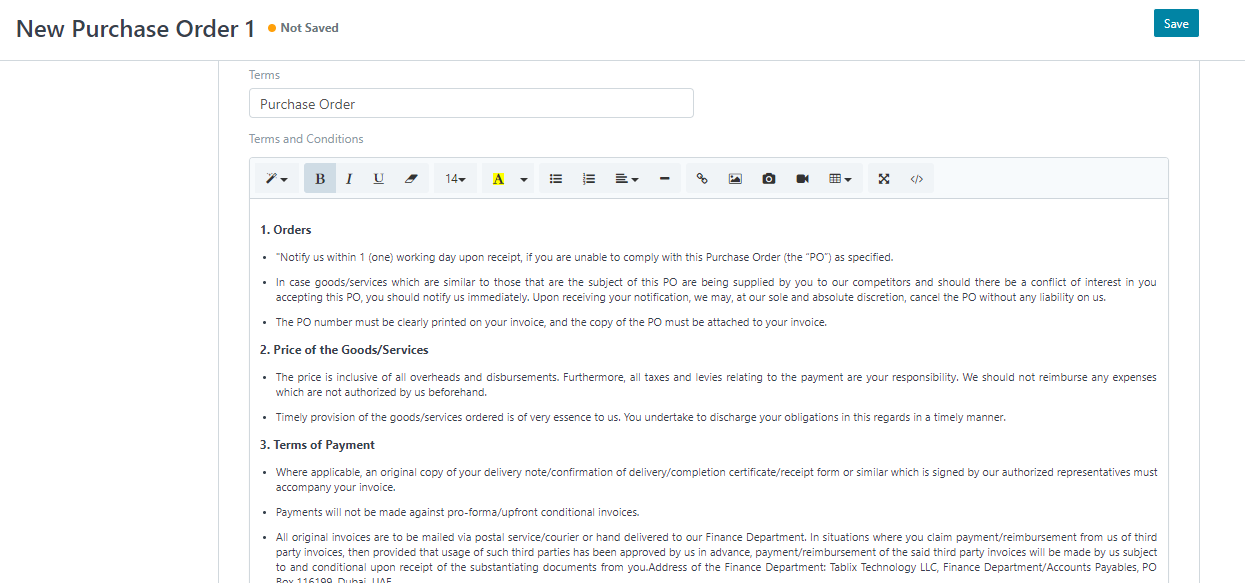 New Purchase Order 1 Not Saved Save
Terms
Purchase Order
Terms and Conditions
B I U 14 A </>
1. Orders
• "Notify us within 1 (one) working day upon receipt, if you are unable to comply with this Purchase Order (the “PO”) as specified.
• In case goods/services which are similar to those that are the subject of this PO are being supplied by you to our competitors and should there be a conflict of interest in you
accepting this PO, you should notify us immediately. Upon receiving your notification, we may, at our sole and absolute discretion, cancel the PO without any liability on us.
• The PO number must be clearly printed on your invoice, and the copy of the PO must be attached to your invoice.
2. Price of the Goods/Services
• The price is inclusive of all overheads and disbursements. Furthermore, all taxes and levies relating to the payment are your responsibility. We should not reimburse any expenses
which are not authorized by us beforehand.
• Timely provision of the goods/services ordered is of very essence to us. You undertake to discharge your obligations in this regards in a timely manner.
3. Terms of Payment
• Where applicable, an original copy of your delivery note/confirmation of delivery/completion certificate/receipt form or similar which is signed by our authorized representatives must
accompany your invoice.
• Payments will not be made against pro-forma/upfront conditional invoices.
• All original invoices are to be mailed via postal service/courier or hand delivered to our Finance Department. In situations where you claim payment/reimbursement from us of third
party invoices, then provided that usage of such third parties has been approved by us in advance, payment/reimbursement of the said third party invoices will be made by us subject
to and conditional upon receipt of the substantiating documents from you.Address of the Finance Department: Tablix Technology LLC, Finance Department/Accounts Payables, PO
Box 116199, Dubai, UAE